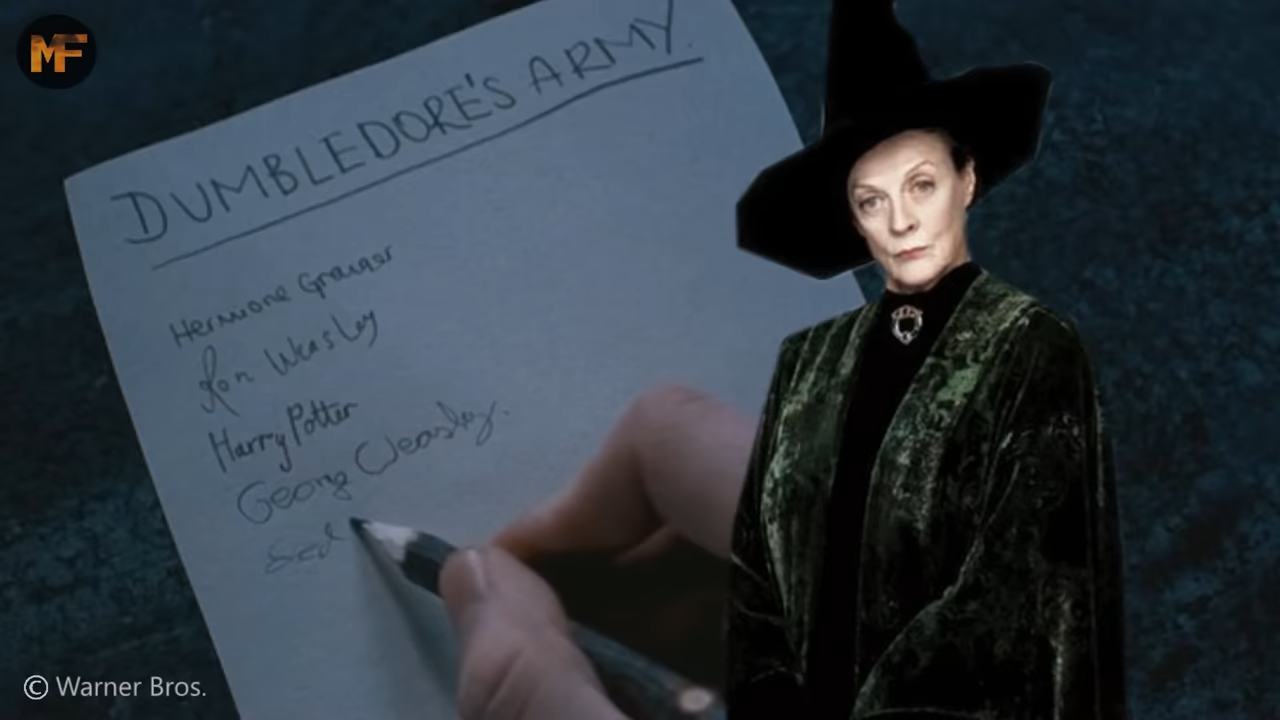 MF
DUMBLEDORE'S ARMY.
Hermione Granger
Ron Weasley
Harry Potter
George Weasley.
© Warner Bros.